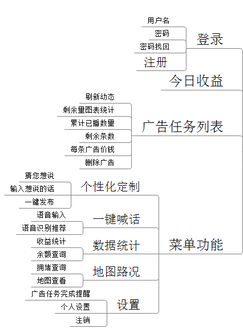 用户名
密码
密码找回
登录
注册
今日收益
刷新动态
剩余量图表统计
累计已播数量
剩余条数
每条广告价钱
删除广告
广告任务列表
猜您想说
输入想说的话
一键发布
个性化定制
语音输入
语音识别推荐
一键喊话
收益统计
余额查询
数据统计
菜单功能
拥堵查询
地图查看
地图路况
广告任务完成提醒
个人设置
注销
设置